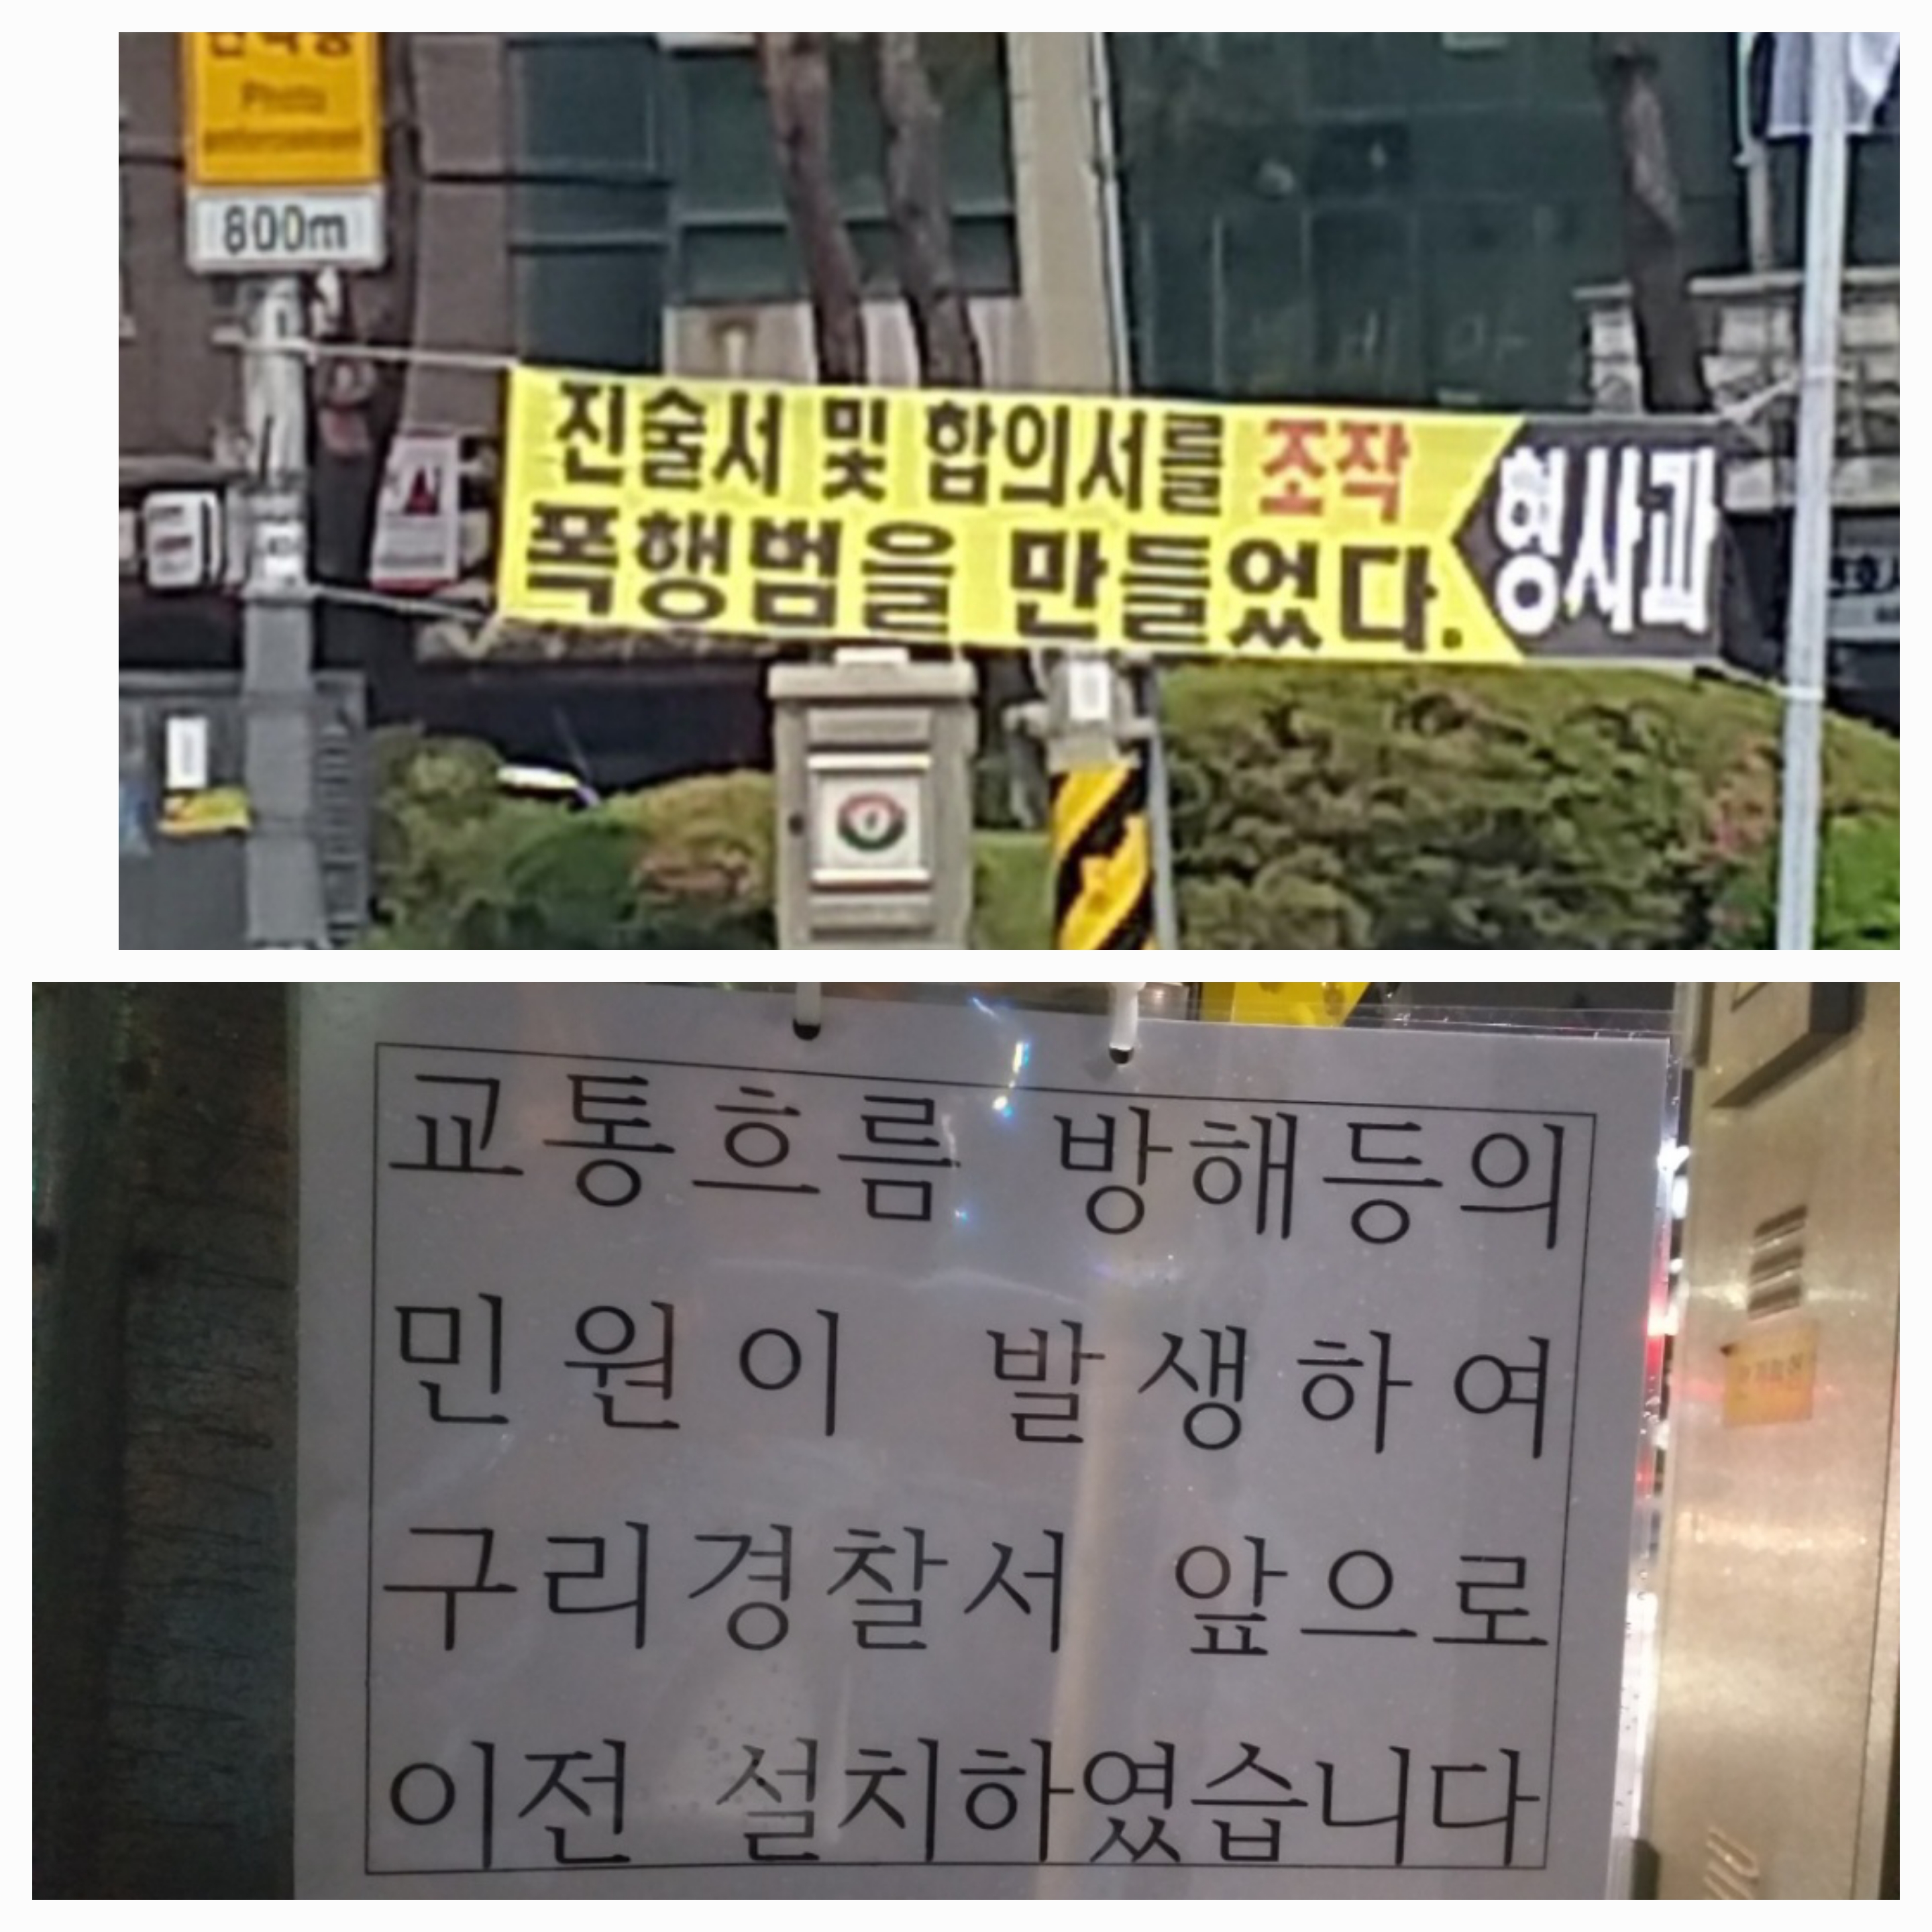 Photo
enforcement
800m
진술서 및 합의서를 조작
폭행범을 만들었다.
형사과
교통흐름 방해등의
민원이 발생하여
구리경찰서 앞으로
이전 설치하였습니다